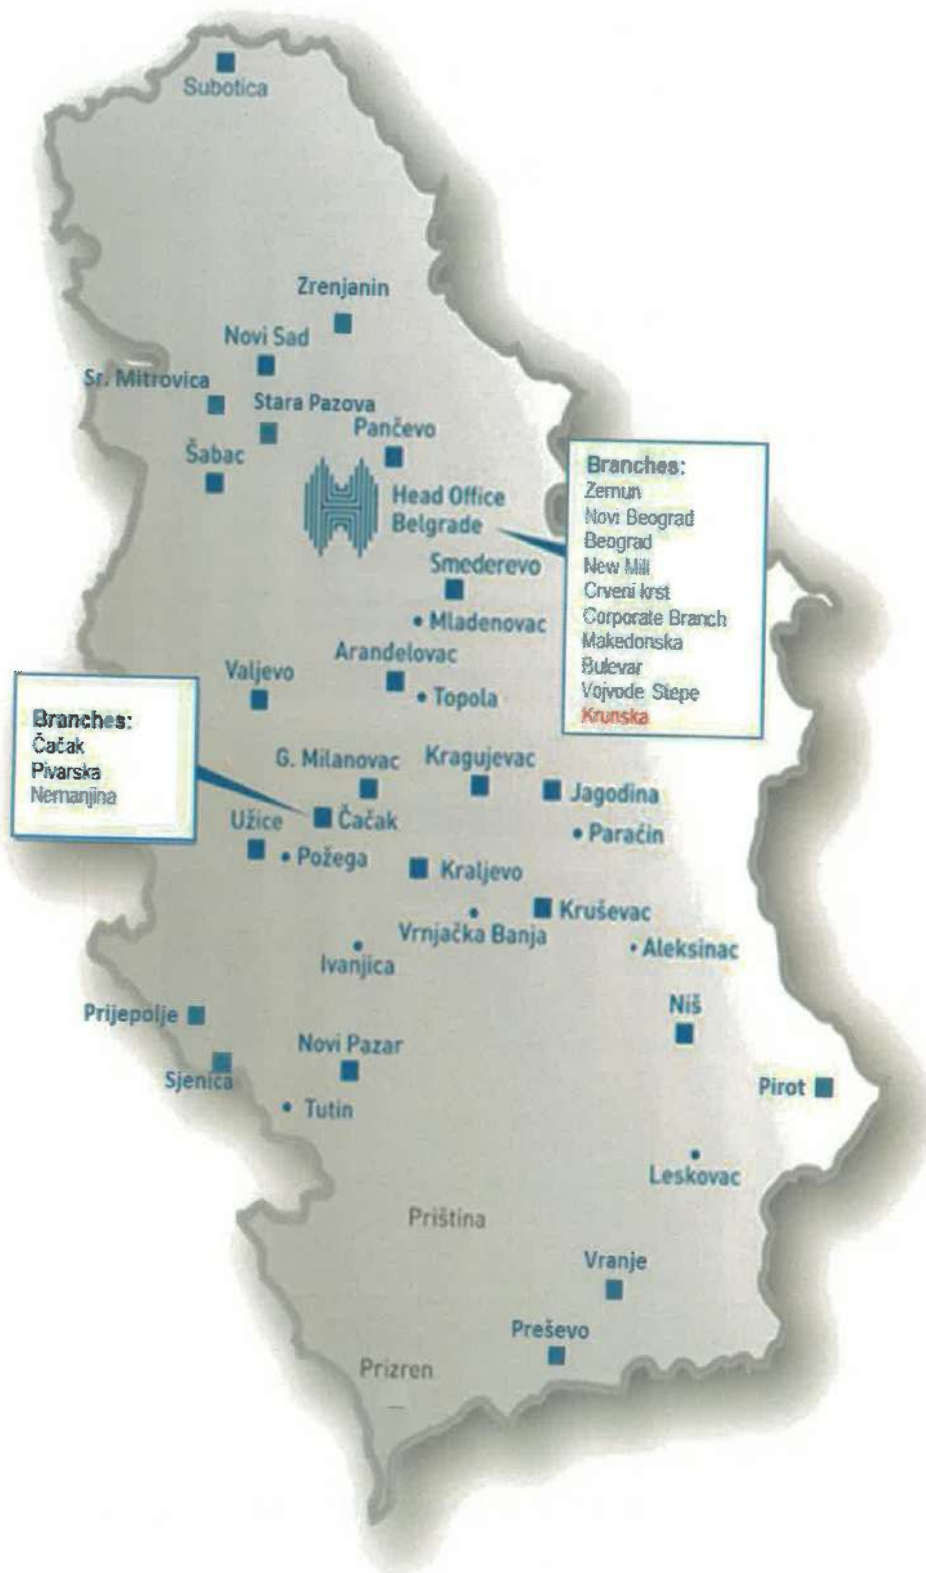 Subotica
Zrenjanin
Novi Sad
Sr. Mitrovica
Stara Pazova
Pančevo
Šabac
Head Office
Belgrade
Branches:
Zemun
Novi Beograd
Beograd
New Mill
Crveni krst
Corporate Branch
Makedonska
Bulevar
Vojvode Stepe
Krunska
Smederevo
Mladenovac
Aranđelovac
Valjevo
Topola
Branches:
Čačak
Pivarska
Nemanjina
G. Milanovac
Kragujevac
Jagodina
Čačak
Užice
Paraćin
Požega
Kraljevo
Kruševac
Vrnjačka Banja
Aleksinac
Ivanjica
Prijepolje
Niš
Novi Pazar
Sjenica
Pirot
Tutin
Leskovac
Priština
Vranje
Preševo
Prizren